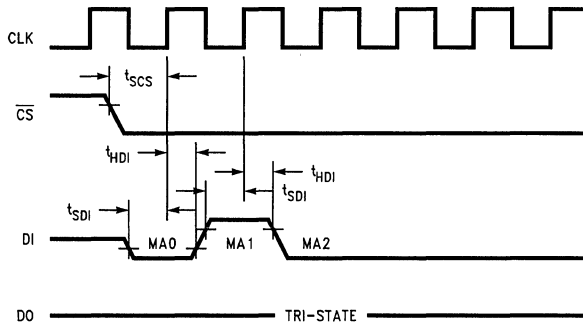 CLK
tSCS
CS
tHDI
tHDI
tSDI
tSDI
DI
MA0
MA1
MA2
DO
TRI-STATE